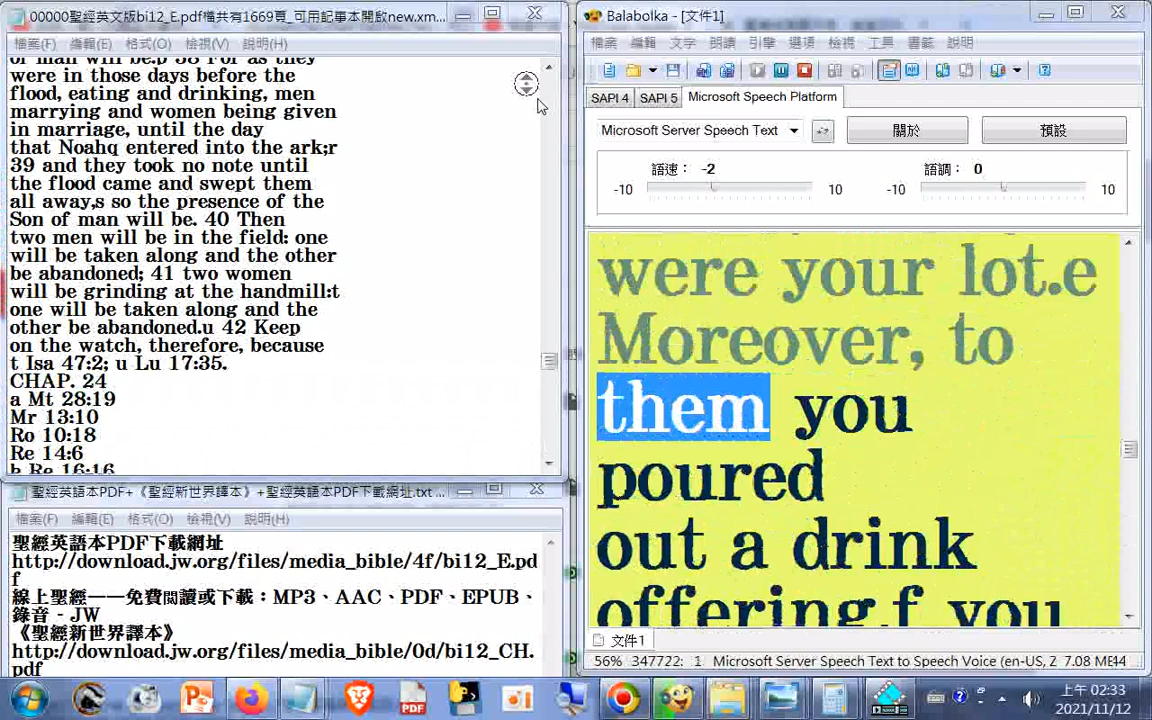 00000聖經英文版bi12_E.pdf檔共有1669頁_可用記事本開啟new.xm...
檔案(F) 編輯(E) 格式(O) 檢視(V) 說明(H)
of man will be.p 38 For as they
were in those days before the
flood, eating and drinking, men
marrying and women being given
in marriage, until the day
that Noahq entered into the ark;r
39 and they took no note until
the flood came and swept them
all away,s so the presence of the
Son of man will be. 40 Then
two men will be in the field: one
will be taken along and the other
be abandoned; 41 two women
will be grinding at the handmill:t
one will be taken along and the
other be abandoned.u 42 Keep
on the watch, therefore, because
t Isa 47:2; u Lu 17:35.
CHAP. 24
a Mt 28:19
Mr 13:10
Ro 10:18
Re 14:6
b Re 16:16
聖經英語本PDF+《聖經新世界譯本》+聖經英語本PDF下載網址.txt ...
檔案(F) 編輯(E) 格式(O) 檢視(V) 說明(H)
聖經英語本PDF下載網址
http://download.jw.org/files/media_bible/4f/bi12_E.pd
f
線上聖經——免費閱讀或下載：MP3、AAC、PDF、EPUB、
錄音 - JW
《聖經新世界譯本》
http://download.jw.org/files/media_bible/0d/bi12_CH.
pdf
Balabolka - [文件1]
檔案 編輯 文字 朗讀 引擎 選項 檢視 工具 書籤 說明
SAPI 4 SAPI 5 Microsoft Speech Platform
Microsoft Server Speech Text 關於 預設
語速： -2 語調： 0
-10 10 -10 10
were your lot.e
Moreover, to
them you
poured
out a drink
offering,f you
文件1
56% 347722: 1 Microsoft Server Speech Text to Speech Voice (en-US, Z 7.08 ME44
PDF
上午 02:33
2021/11/12